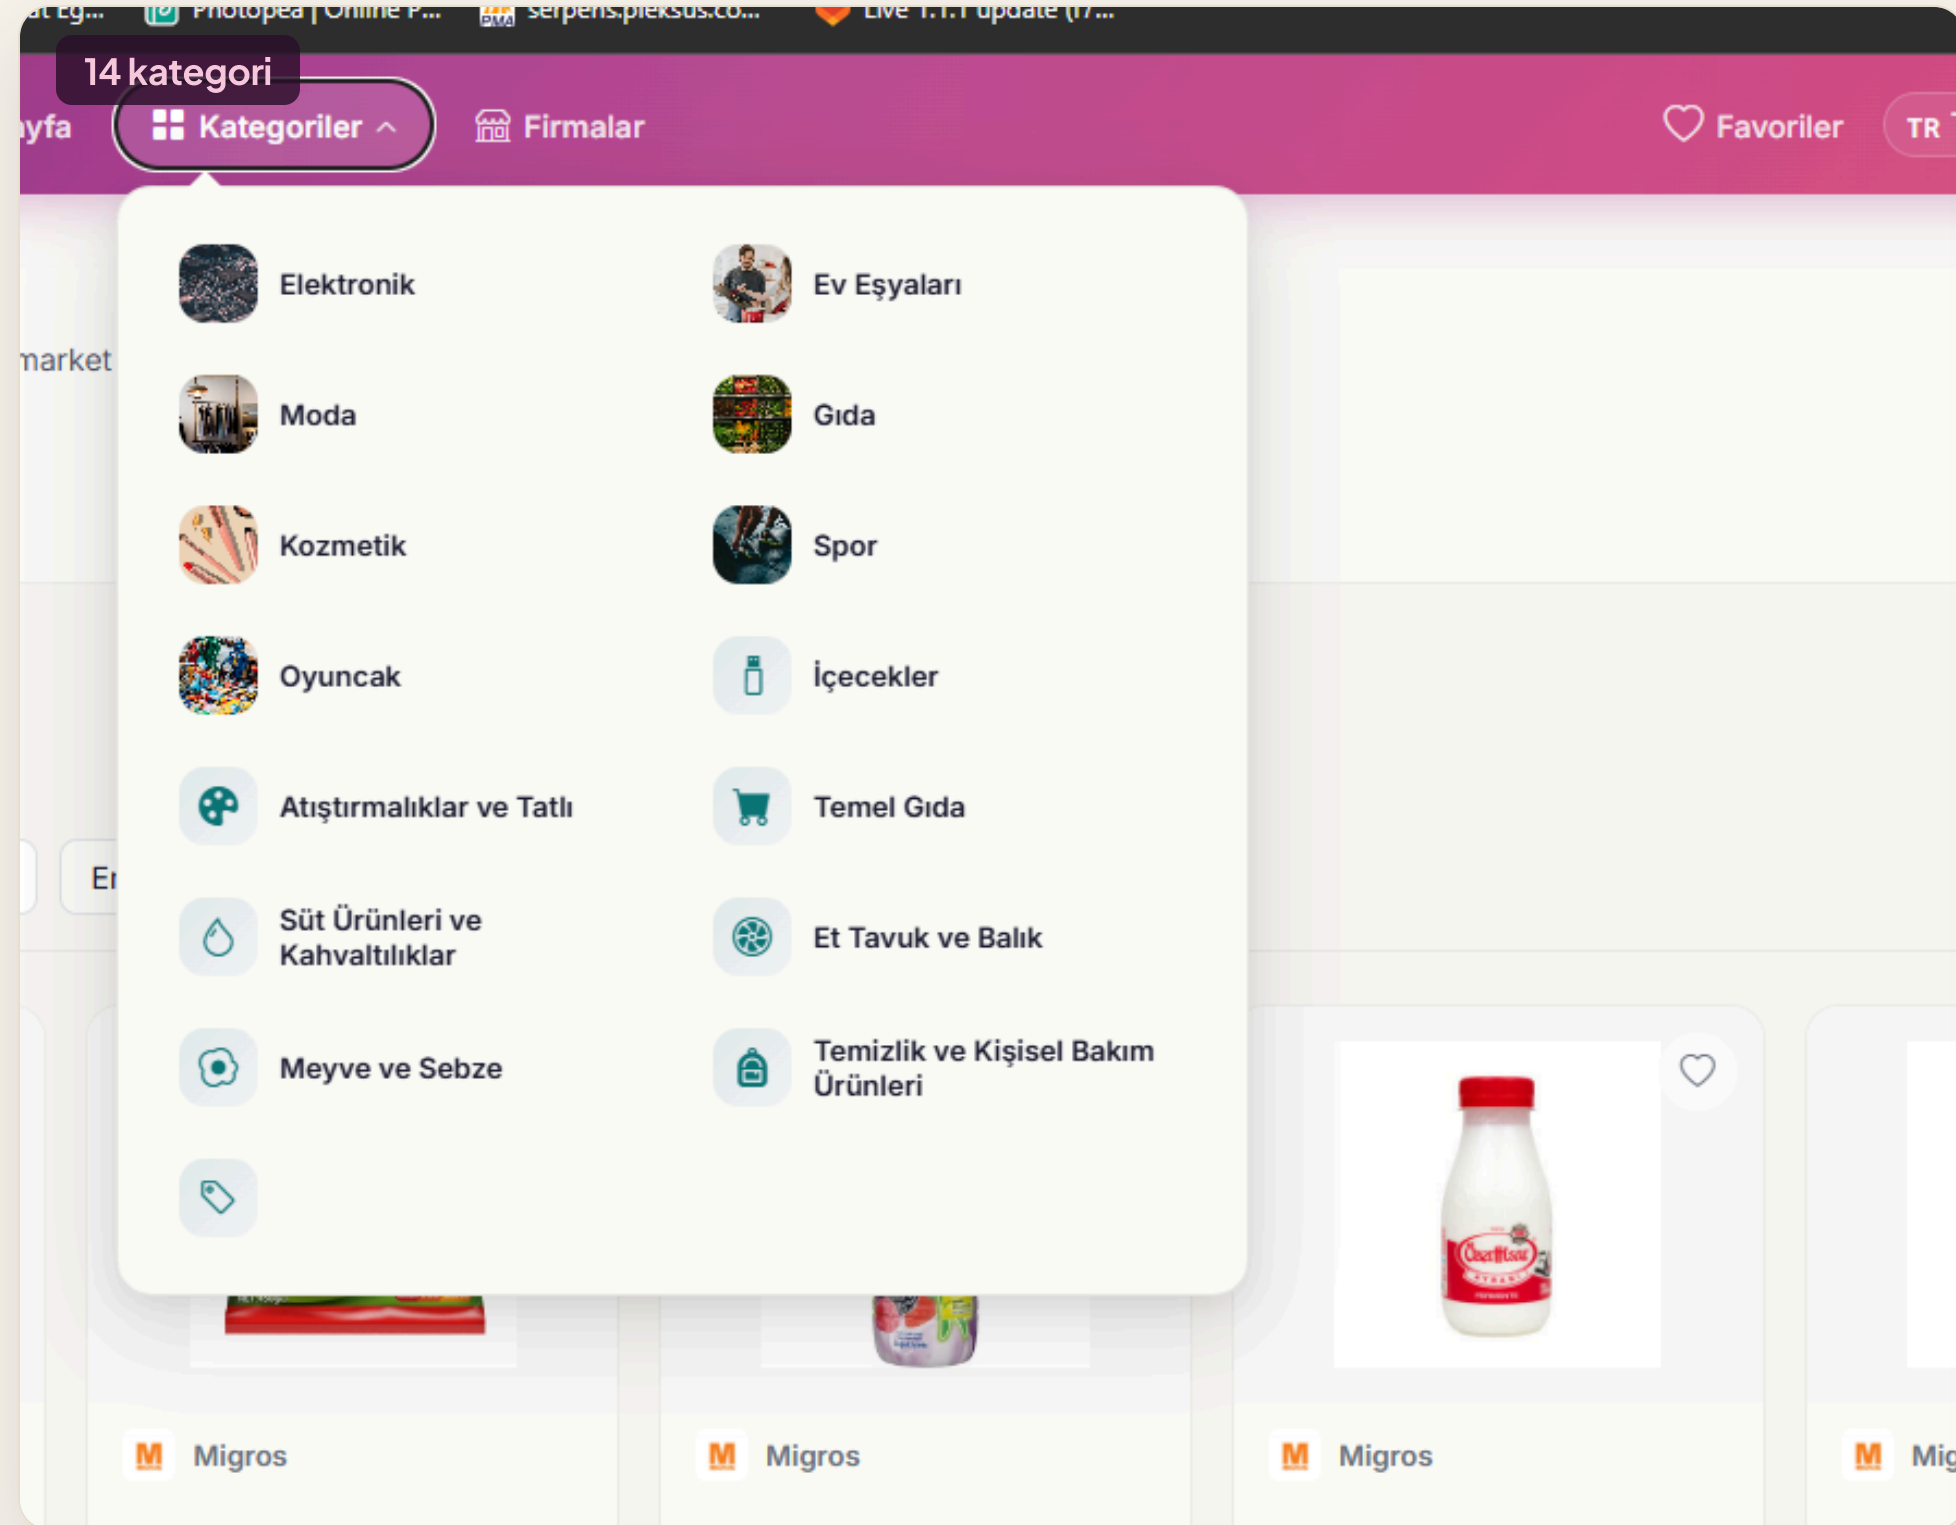 Photopea | Online P...
serpens.pleksus.co...
Live 1.1.1 update (17...
14 kategori
yfa
Kategoriler
Firmalar
Favoriler
TR
Elektronik
Ev Eşyaları
market
Moda
Gıda
Kozmetik
Spor
Oyuncak
İçecekler
Atıştırmalıklar ve Tatlı
Temel Gıda
Süt Ürünleri ve
Kahvaltılıklar
Et Tavuk ve Balık
Meyve ve Sebze
Temizlik ve Kişisel Bakım
Ürünleri
M Migros
M Migros
M Migros
M Mig